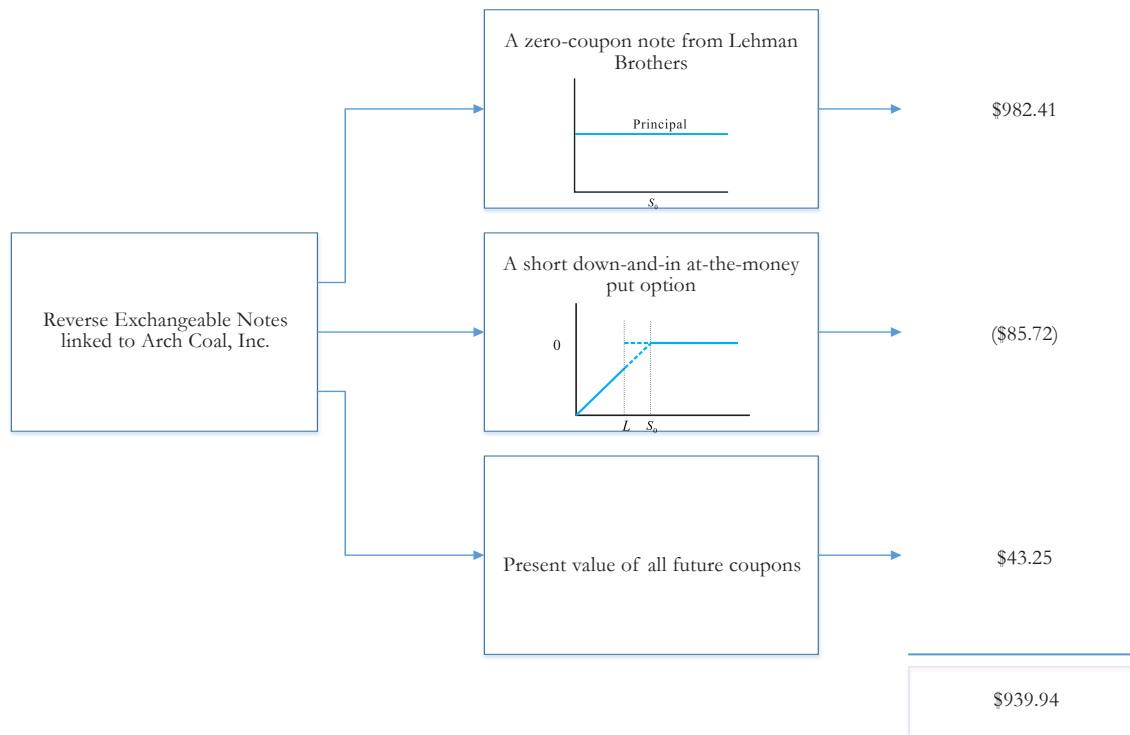 A zero-coupon note from Lehman
Brothers
Principal
S₀
$982.41
Reverse Exchangeable Notes
linked to Arch Coal, Inc.
A short down-and-in at-the-money
put option
0
L S₀
($85.72)
Present value of all future coupons
$43.25
$939.94